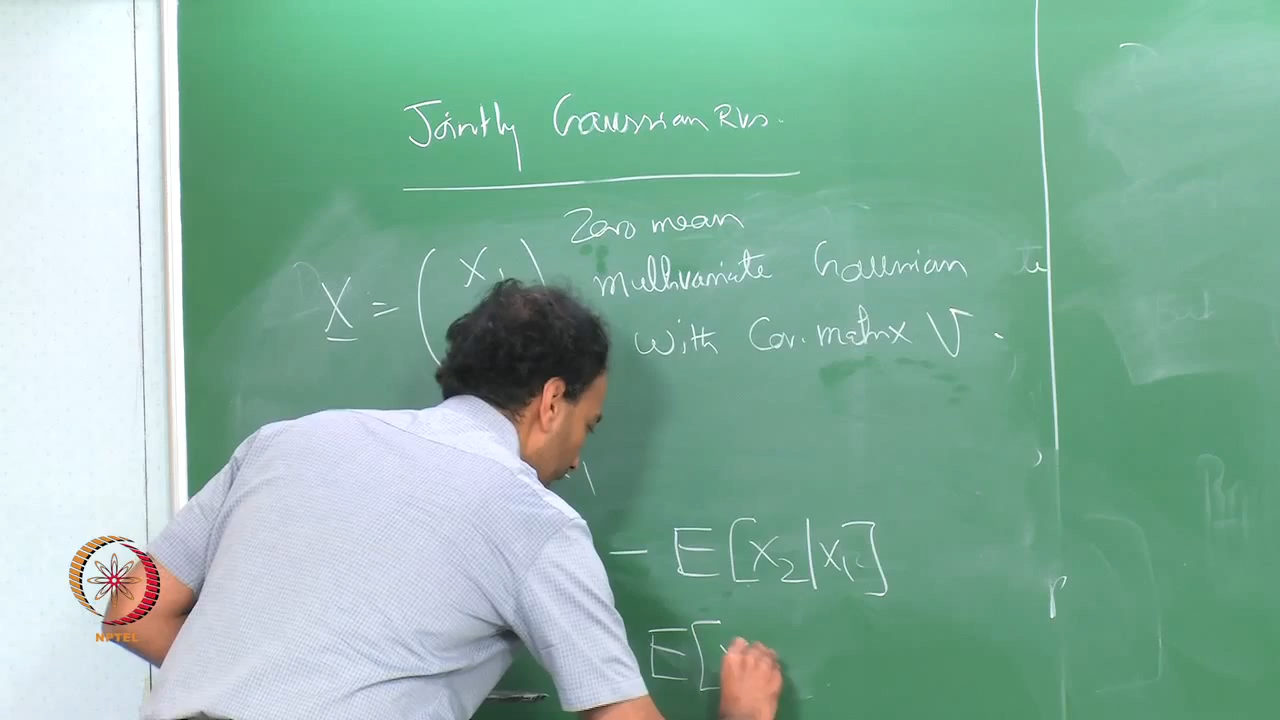 Jointly Gaussian RVs.
Zero mean
X = ( X1 ) multivariate Gaussian
with Cov. matrix V.
- E[X2|X1]
E[
NPTEL